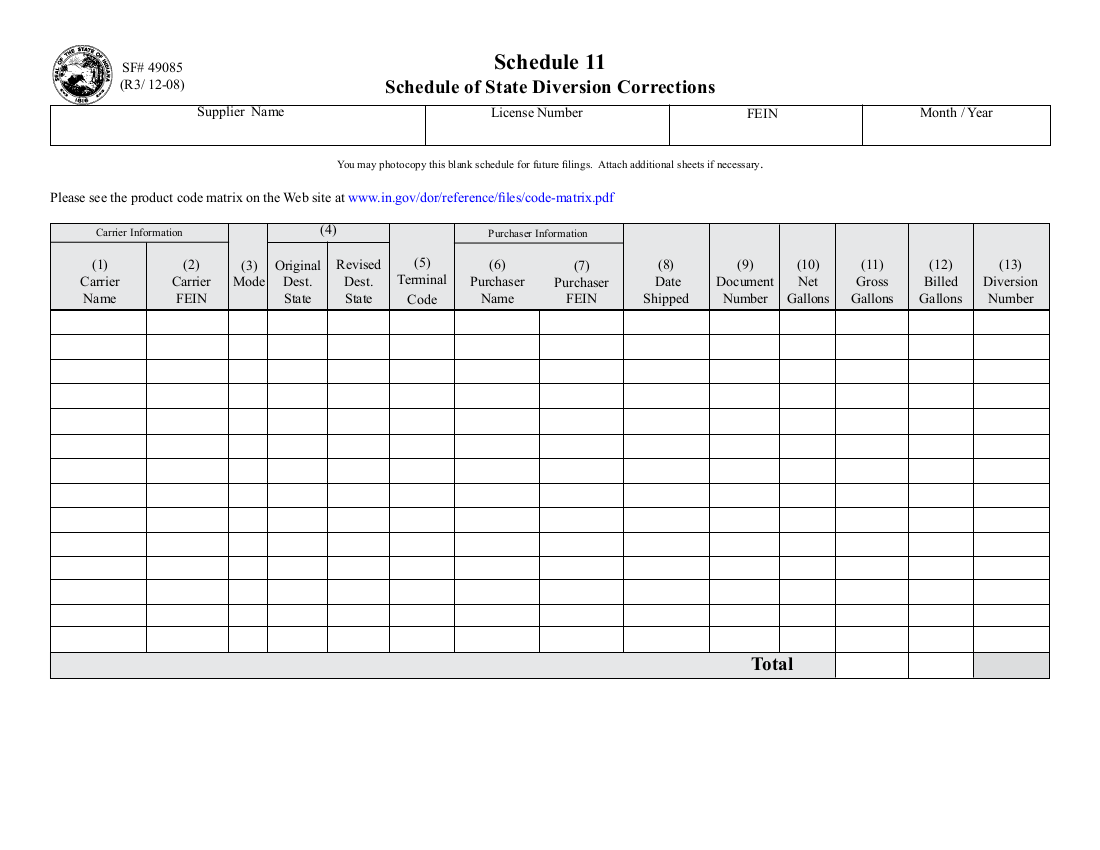 SEAL OF THE STATE OF INDIANA
1816
SF# 49085
(R3/ 12-08)
Schedule 11
Schedule of State Diversion Corrections
Supplier Name License Number FEIN Month / Year
You may photocopy this blank schedule for future filings. Attach additional sheets if necessary.
Please see the product code matrix on the Web site at www.in.gov/dor/reference/files/code-matrix.pdf
Carrier Information (4) Purchaser Information
(1) Carrier Name
(2) Carrier FEIN
(3) Mode
Original Dest. State
Revised Dest. State
(5) Terminal Code
(6) Purchaser Name
(7) Purchaser FEIN
(8) Date Shipped
(9) Document Number
(10) Net Gallons
(11) Gross Gallons
(12) Billed Gallons
(13) Diversion Number
Total